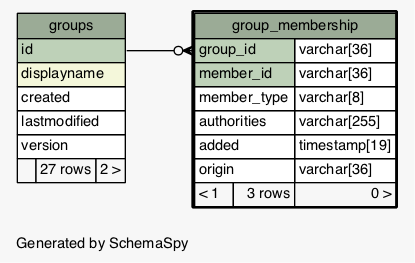 groups
id
displayname
created
lastmodified
version
27 rows 2 >
group_membership
group_id varchar[36]
member_id varchar[36]
member_type varchar[8]
authorities varchar[255]
added timestamp[19]
origin varchar[36]
< 1 3 rows 0 >
Generated by SchemaSpy